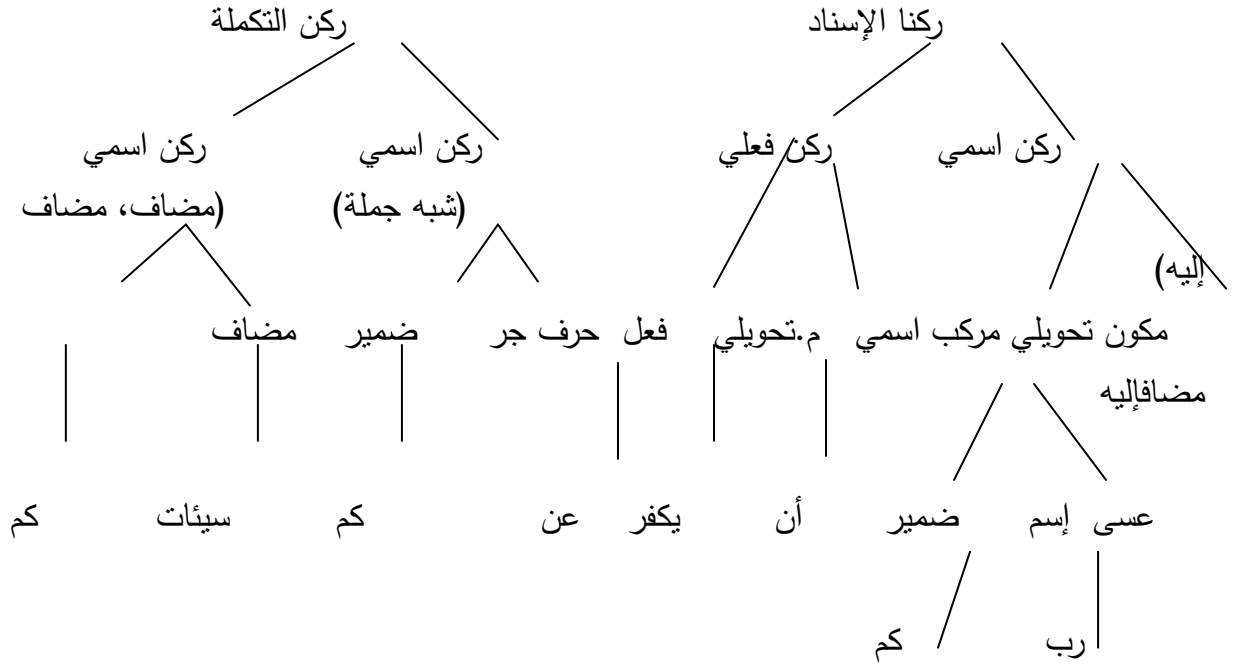 ركنا الإسناد ركن التكملة
ركن اسمي ركن فعلي ركن اسمي ركن اسمي
(شبه جملة) (مضاف، مضاف
إليه)
مكون تحويلي مركب اسمي م.تحويلي فعل حرف جر ضمير مضاف
مضافإليه
عسى إسم ضمير أن يكفر عن كم سيئات كم
رب كم